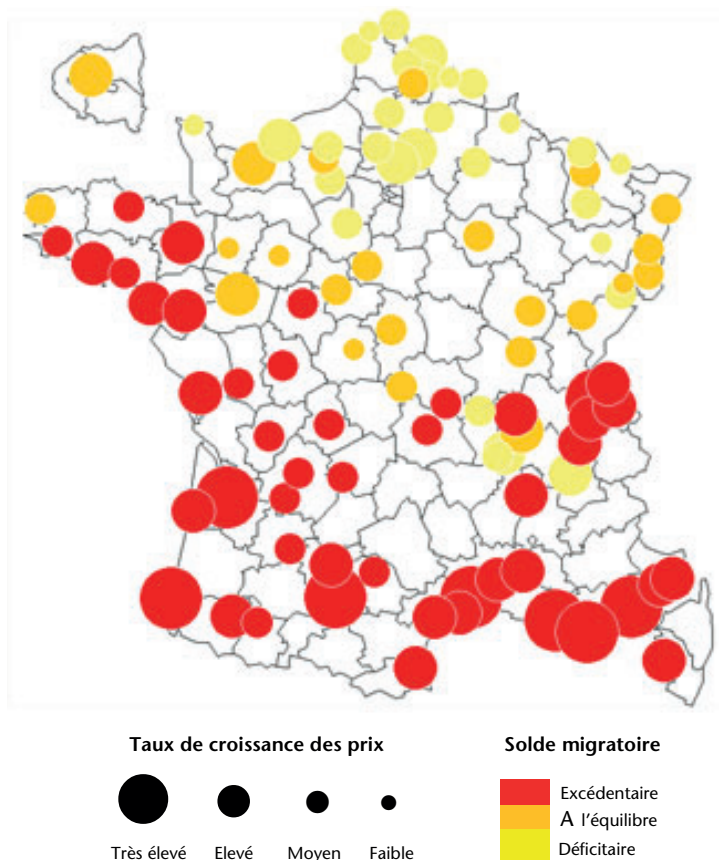 Taux de croissance des prix
Très élevé
Elevé
Moyen
Faible
Solde migratoire
Excédentaire
A l’équilibre
Déficitaire